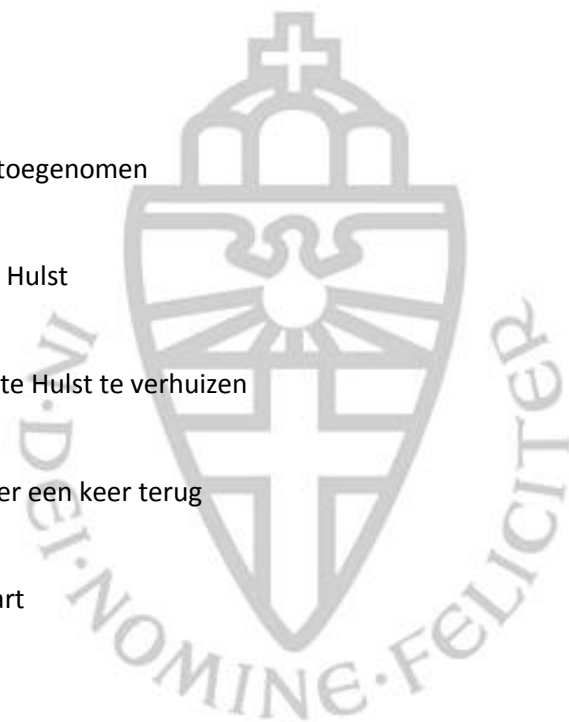 toegenomen
Hulst
te Hulst te verhuizen
er een keer terug
art
IN·DEI·NOMINE·FELICITER